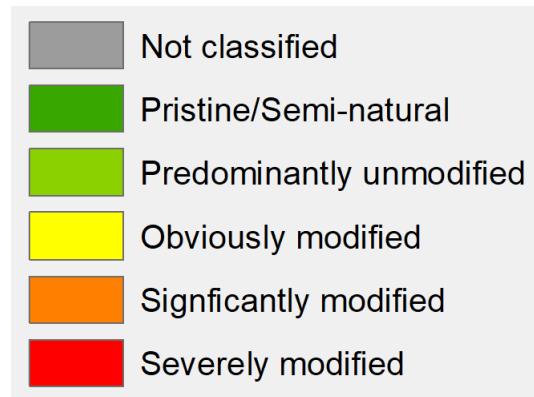 Not classified
Pristine/Semi-natural
Predominantly unmodified
Obviously modified
Signficantly modified
Severely modified